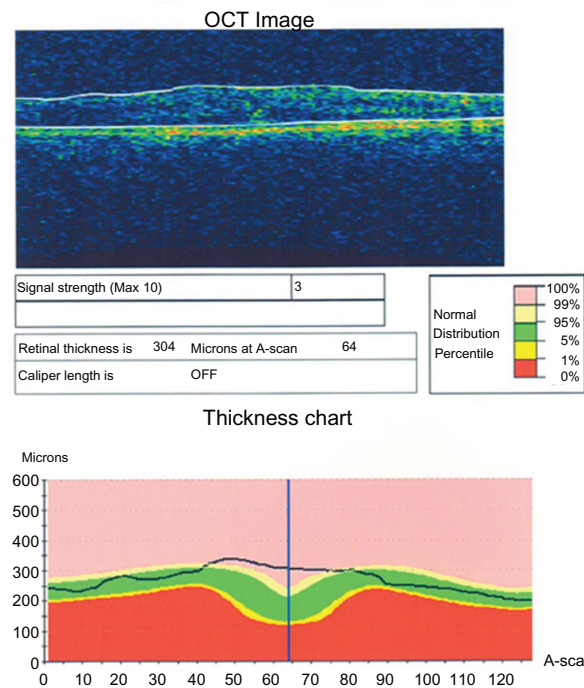 OCT Image
Signal strength (Max 10) 3
100%
99%
95%
5%
1%
0%
Normal
Distribution
Percentile
Retinal thickness is 304 Microns at A-scan 64
Caliper length is OFF
Thickness chart
Microns
600
500
400
300
200
100
0
0 10 20 30 40 50 60 70 80 90 100 110 120
A-sca